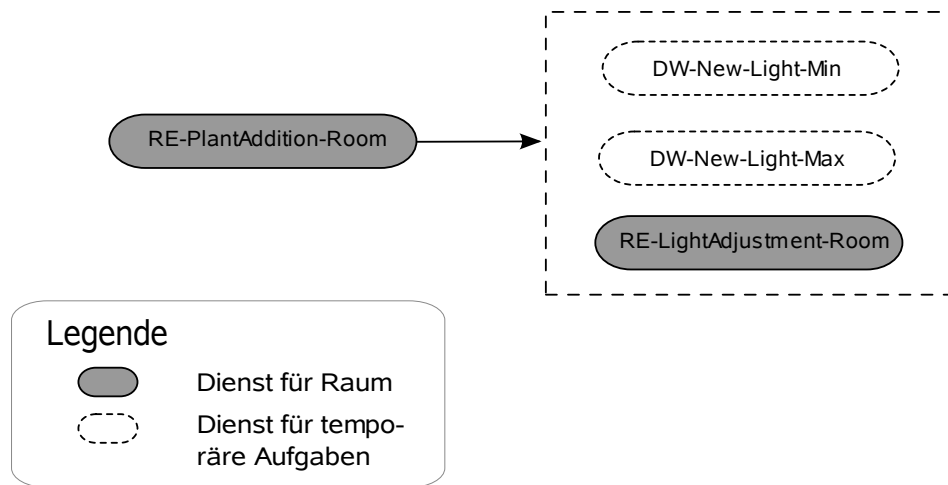 DW-New-Light-Min
RE-PlantAddition-Room
DW-New-Light-Max
RE-LightAdjustment-Room
Legende
Dienst für Raum
Dienst für tempo-
räre Aufgaben